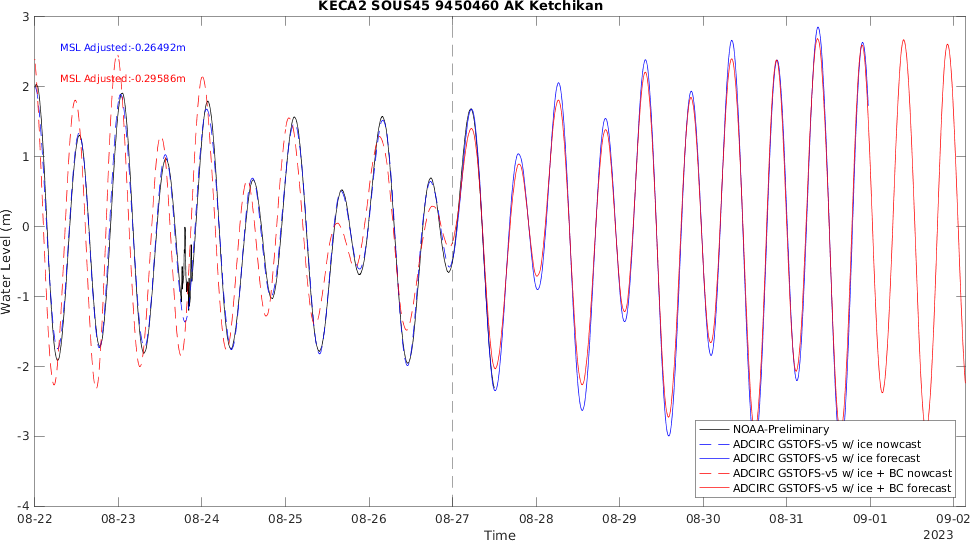 KECA2 SOUS45 9450460 AK Ketchikan
3
MSL Adjusted:-0.26492m
MSL Adjusted:-0.29586m
2
1
0
-1
-2
-3
-4
Water Level (m)
NOAA-Preliminary
ADCIRC GSTOFS-v5 w/ ice nowcast
ADCIRC GSTOFS-v5 w/ ice forecast
ADCIRC GSTOFS-v5 w/ ice + BC nowcast
ADCIRC GSTOFS-v5 w/ ice + BC forecast
08-22 08-23 08-24 08-25 08-26 08-27 08-28 08-29 08-30 08-31 09-01 09-02
Time
2023